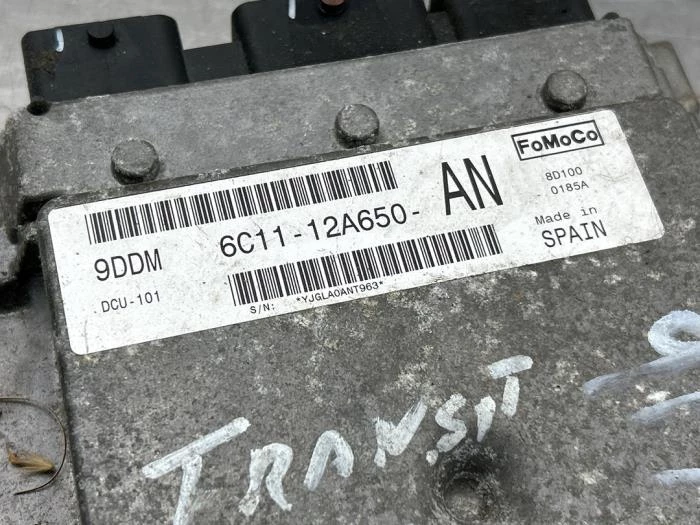 FoMoCo
9DDM 6C11-12A650- AN 8D100
0185A
DCU-101 Made in
SPAIN
S/N: *YJGLA0ANT963*
TRANSIT